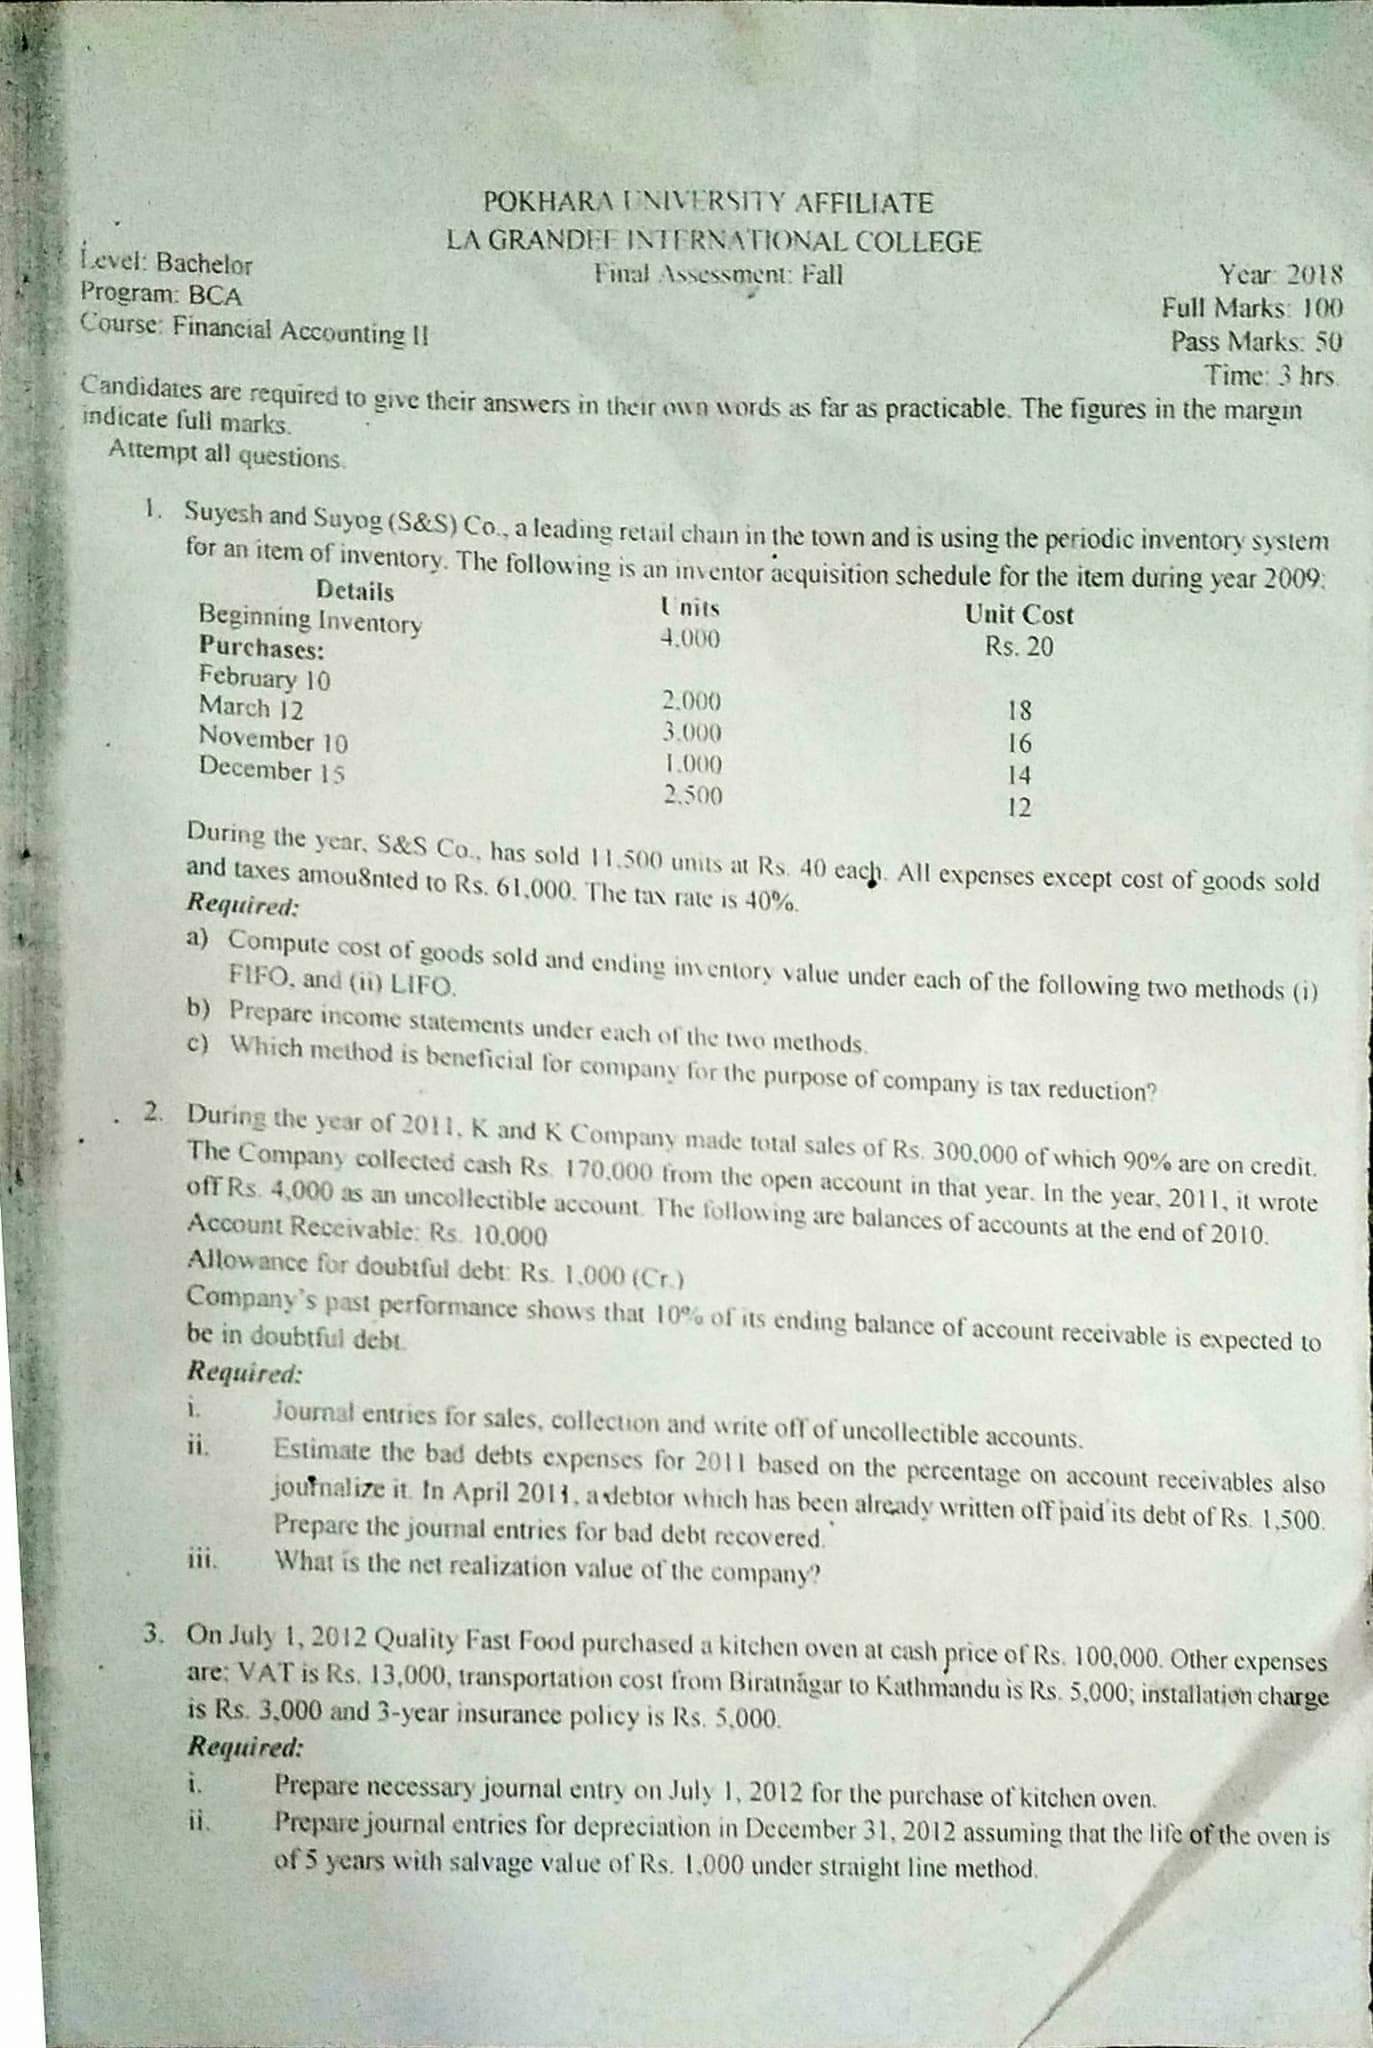 POKHARA UNIVERSITY AFFILIATE
LA GRANDEE INTERNATIONAL COLLEGE
Level: Bachelor
Final Assessment: Fall
Year: 2018
Program: BCA
Full Marks: 100
Course: Financial Accounting II
Pass Marks: 50
Time: 3 hrs.
Candidates are required to give their answers in their own words as far as practicable. The figures in the margin
indicate full marks.
Attempt all questions.
1. Suyesh and Suyog (S&S) Co., a leading retail chain in the town and is using the periodic inventory system
for an item of inventory. The following is an inventor acquisition schedule for the item during year 2009:
Details Units Unit Cost
Beginning Inventory 4,000 Rs. 20
Purchases:
February 10 2,000 18
March 12 3,000 16
November 10 1,000 14
December 15 2,500 12
During the year, S&S Co., has sold 11,500 units at Rs. 40 each. All expenses except cost of goods sold
and taxes amou8nted to Rs. 61,000. The tax rate is 40%.
Required:
a) Compute cost of goods sold and ending inventory value under each of the following two methods (i)
FIFO, and (ii) LIFO.
b) Prepare income statements under each of the two methods.
c) Which method is beneficial for company for the purpose of company is tax reduction?
2. During the year of 2011, K and K Company made total sales of Rs. 300,000 of which 90% are on credit.
The Company collected cash Rs. 170,000 from the open account in that year. In the year, 2011, it wrote
off Rs. 4,000 as an uncollectible account. The following are balances of accounts at the end of 2010.
Account Receivable: Rs. 10,000
Allowance for doubtful debt: Rs. 1,000 (Cr.)
Company's past performance shows that 10% of its ending balance of account receivable is expected to
be in doubtful debt.
Required:
i. Journal entries for sales, collection and write off of uncollectible accounts.
ii. Estimate the bad debts expenses for 2011 based on the percentage on account receivables also
journalize it. In April 2011, a debtor which has been already written off paid its debt of Rs. 1,500.
Prepare the journal entries for bad debt recovered.
iii. What is the net realization value of the company?
3. On July 1, 2012 Quality Fast Food purchased a kitchen oven at cash price of Rs. 100,000. Other expenses
are: VAT is Rs. 13,000, transportation cost from Biratnagar to Kathmandu is Rs. 5,000; installation charge
is Rs. 3,000 and 3-year insurance policy is Rs. 5,000.
Required:
i. Prepare necessary journal entry on July 1, 2012 for the purchase of kitchen oven.
ii. Prepare journal entries for depreciation in December 31, 2012 assuming that the life of the oven is
of 5 years with salvage value of Rs. 1,000 under straight line method.